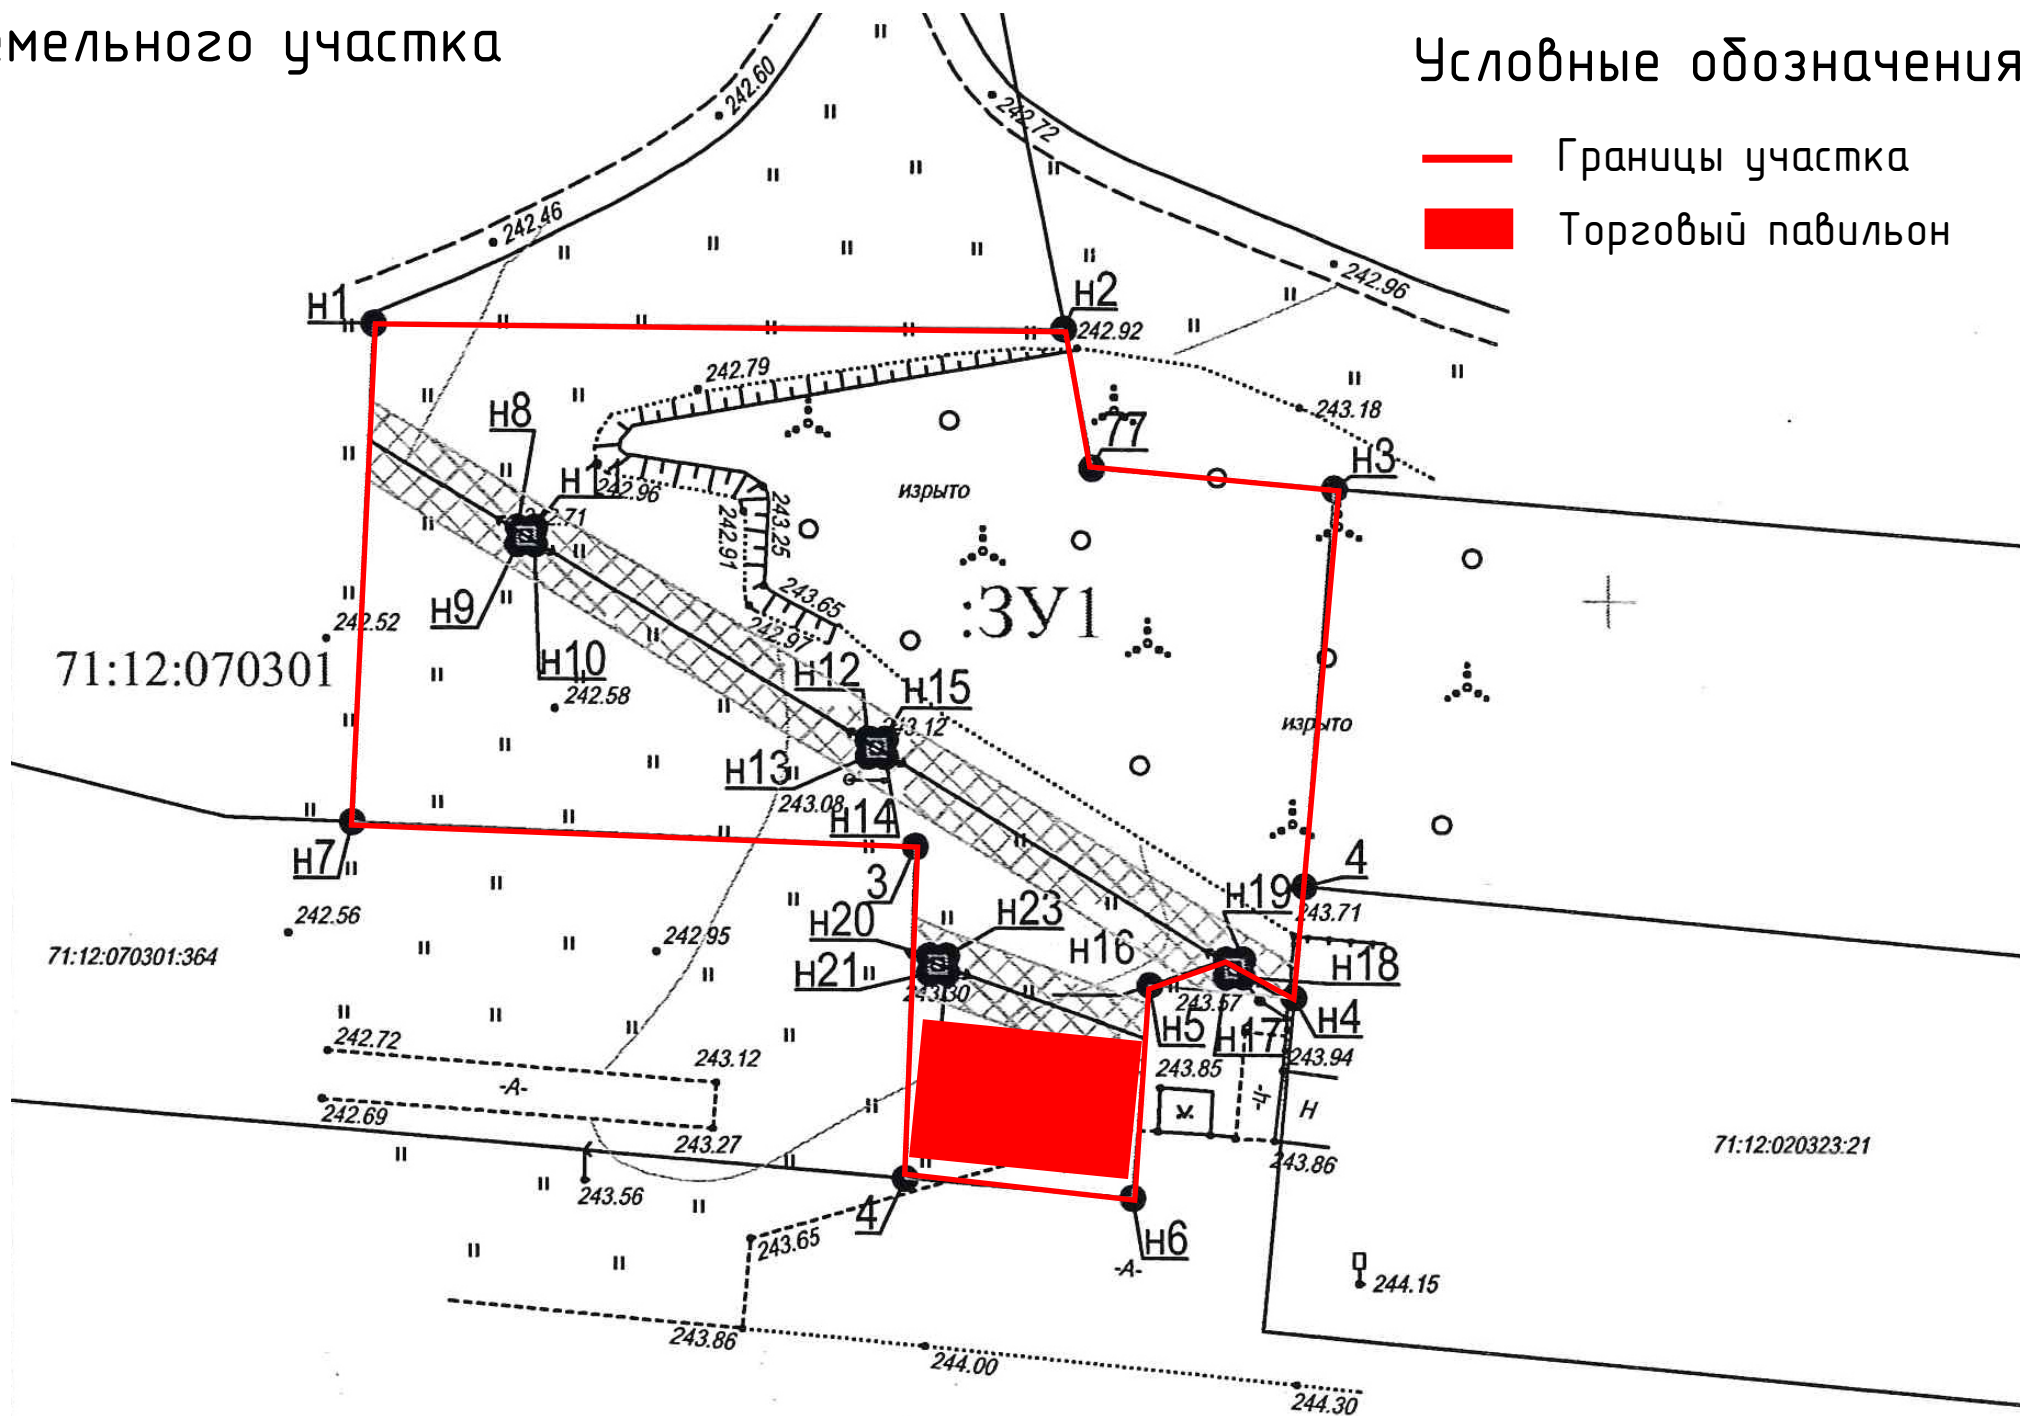 емельного участка
Условные обозначения
Границы участка
Торговый павильон
242.60
242.72
242.46
242.96
н1
н2
242.92
242.79
243.18
77
н3
н8
н11
242.96
242.71
изрыто
242.91
243.25
243.65
242.97
:ЗУ1
н9
242.52
71:12:070301
н10
242.58
н12
н15
243.12
изрыто
н13
243.08
н14
н7
3
4
н19
243.71
242.56
н20
н23
242.95
н16
71:12:070301:364
н21
н18
243.30
243.57
н5
н17
н4
242.72
243.12
243.85
243.94
-А-
-Ц-
Н
242.69
243.27
71:12:020323:21
243.86
243.56
4
н6
243.65
-А-
244.15
243.86
244.00
244.30